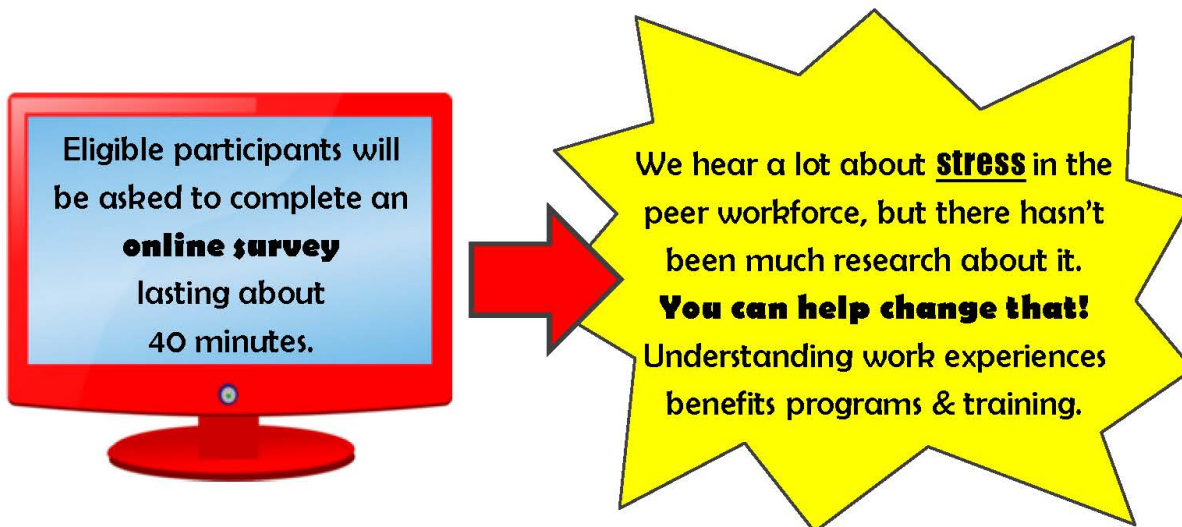 Eligible participants will
be asked to complete an
online survey
lasting about
40 minutes.
We hear a lot about stress in the
peer workforce, but there hasn't
been much research about it.
You can help change that!
Understanding work experiences
benefits programs & training.